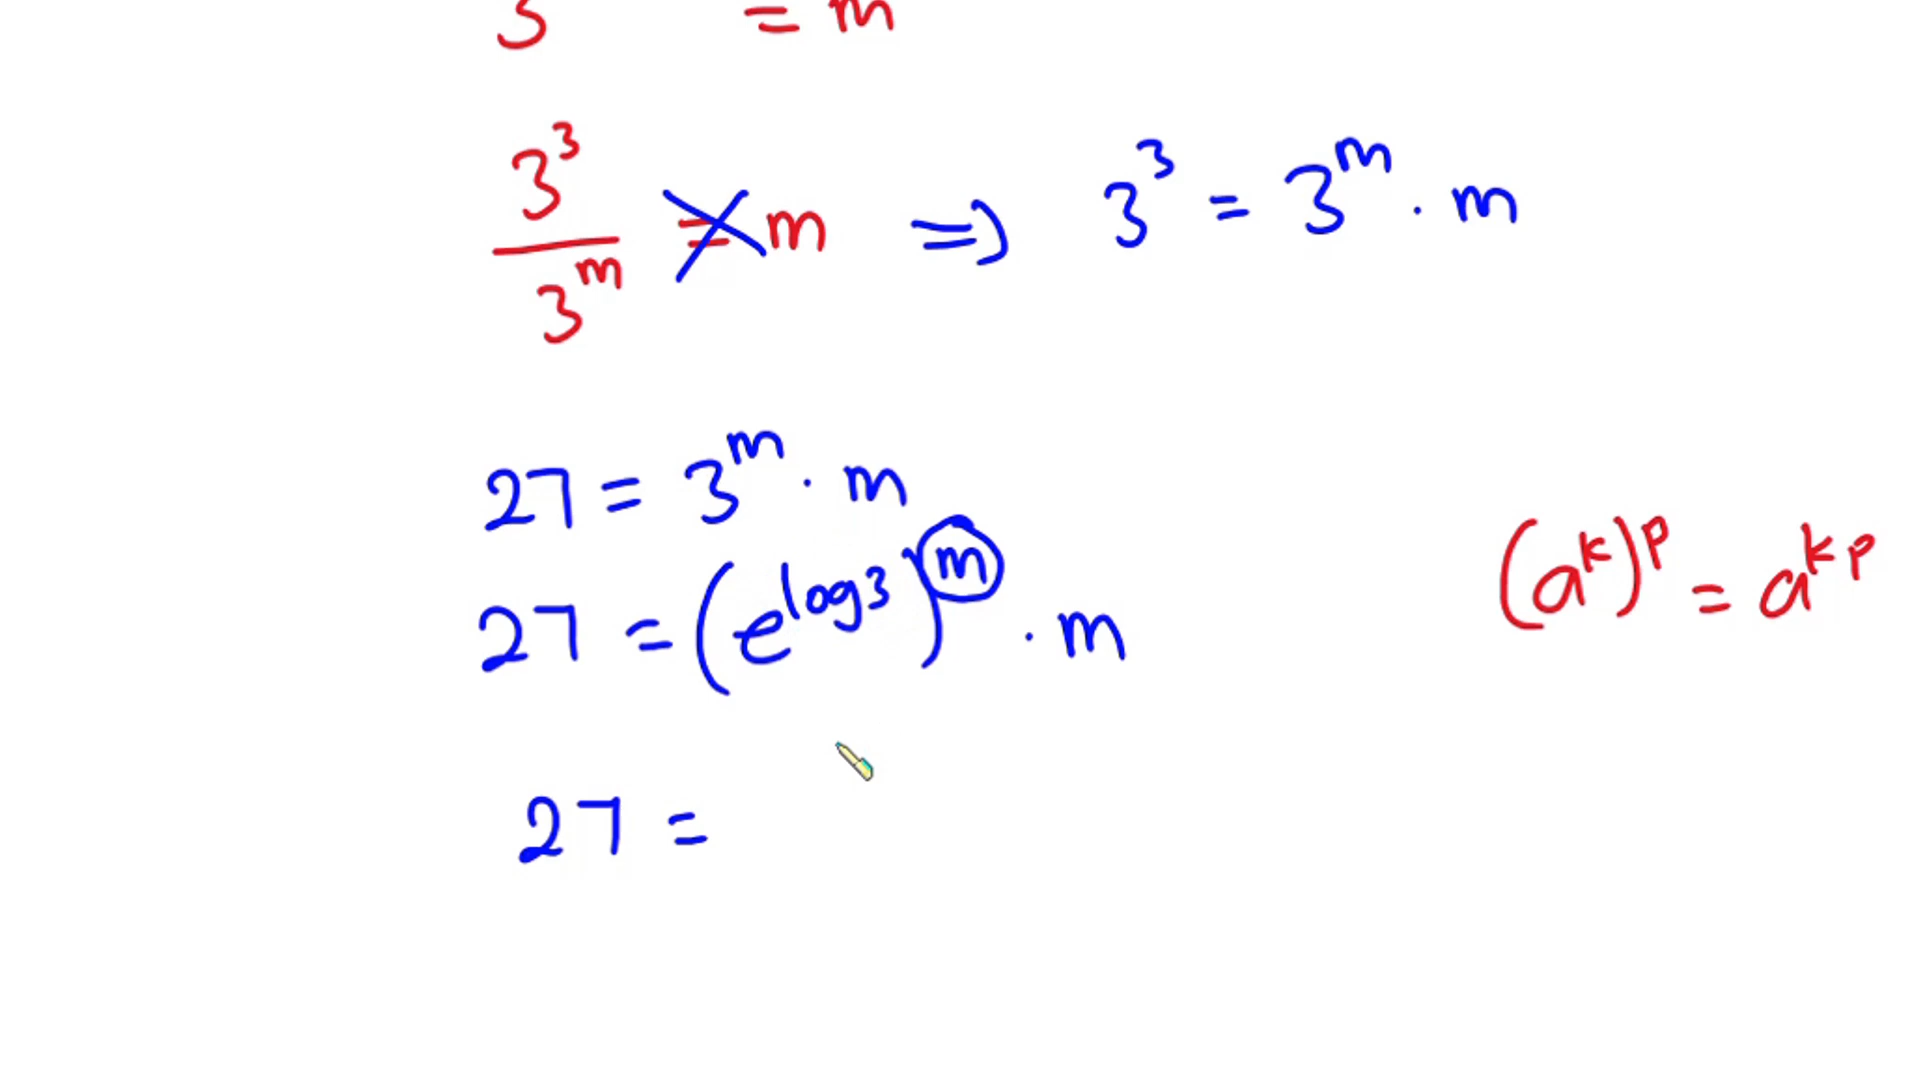 3 = m
3^3 / 3^m = m ⇒ 3^3 = 3^m · m
27 = 3^m · m
27 = (e^log3)^m · m
(a^k)^p = a^kp
27 =